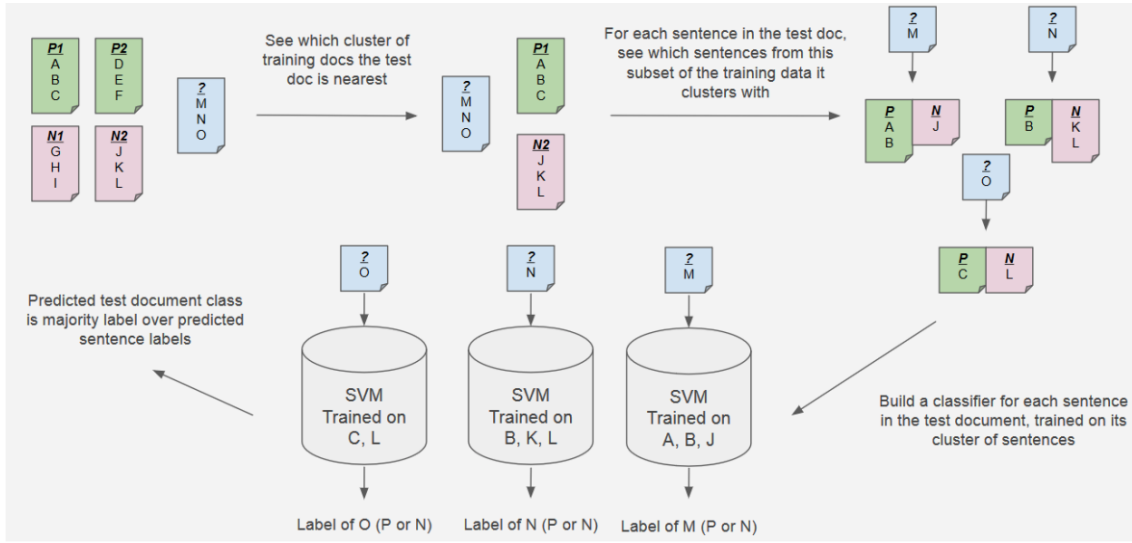 P1
A
B
C
P2
D
E
F
N1
G
H
I
N2
J
K
L
?
M
N
O
See which cluster of
training docs the test
doc is nearest
?
M
N
O
P1
A
B
C
N2
J
K
L
For each sentence in the test doc,
see which sentences from this
subset of the training data it
clusters with
?
M
?
N
P
A
B
N
J
P
B
N
K
L
?
O
P
C
N
L
Build a classifier for each sentence
in the test document, trained on its
cluster of sentences
?
O
?
N
?
M
SVM
Trained on
C, L
SVM
Trained on
B, K, L
SVM
Trained on
A, B, J
Label of O (P or N)
Label of N (P or N)
Label of M (P or N)
Predicted test document class
is majority label over predicted
sentence labels